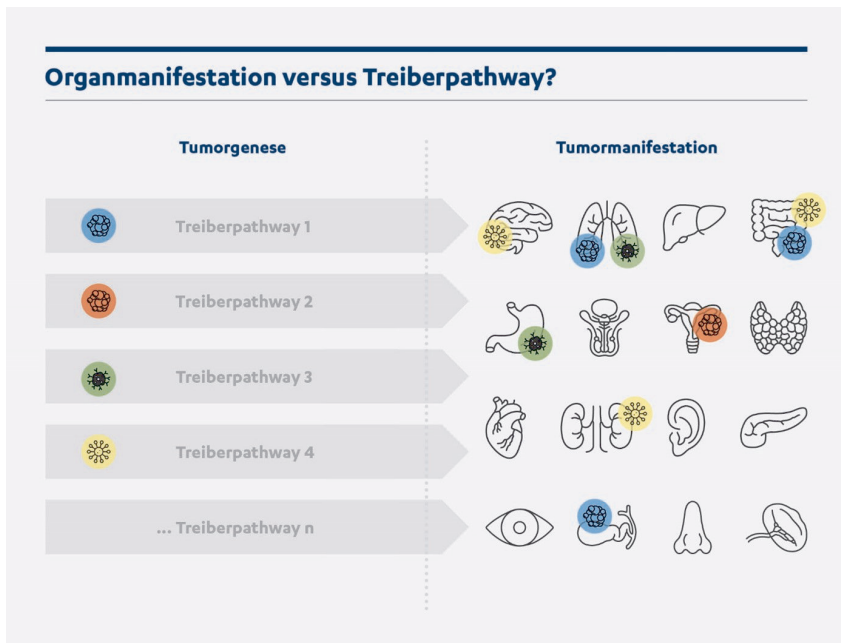 Organmanifestation versus Treiberpathway?
Tumorgenese
Tumormanifestation
Treiberpathway 1
Treiberpathway 2
Treiberpathway 3
Treiberpathway 4
... Treiberpathway n